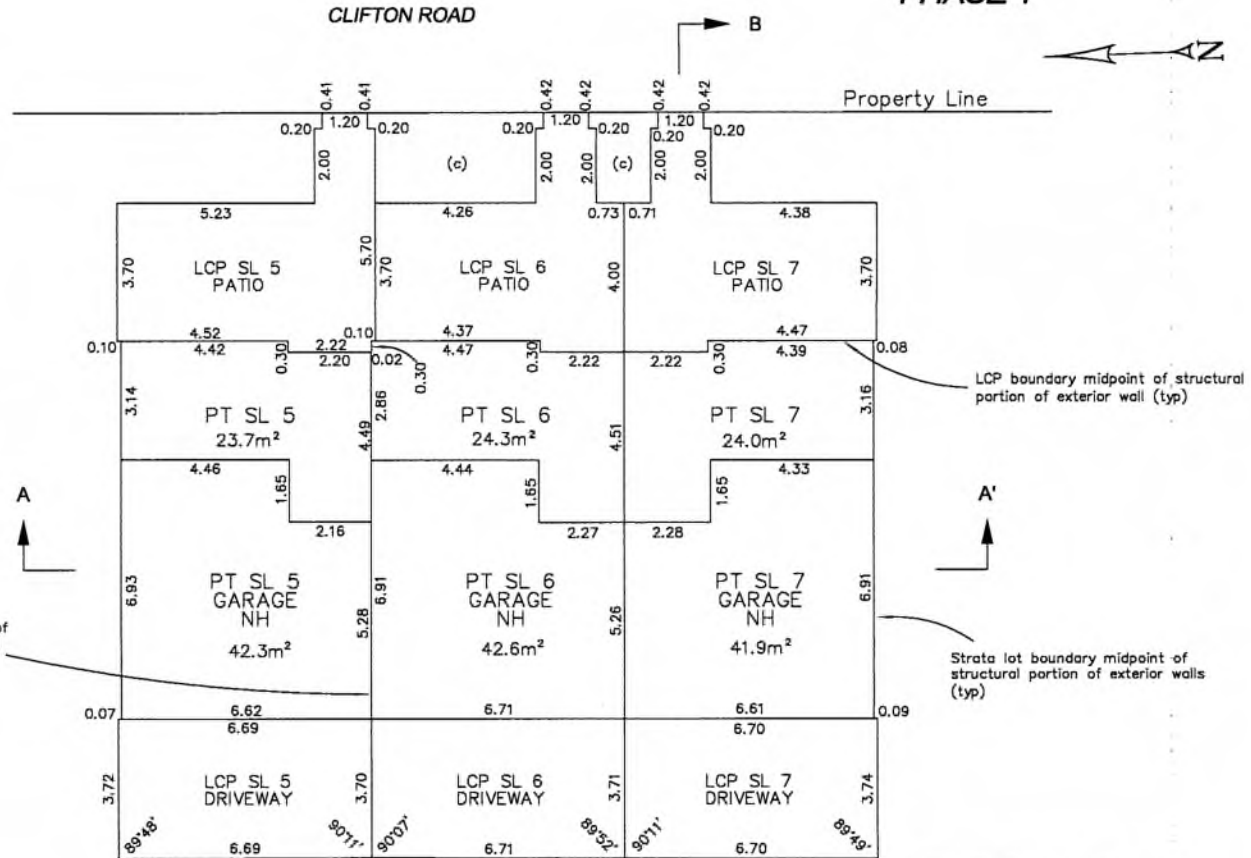 CLIFTON ROAD
B
N
0.41 0.41 0.42 0.42 0.42 0.42
Property Line
1.20 1.20 1.20
0.20 0.20 0.20 0.20 0.20 0.20
2.00 2.00 2.00 2.00 2.00
(c) (c)
5.23 4.26 0.73 0.71 4.38
3.70 5.70 3.70 4.00 3.70
LCP SL 5
PATIO
LCP SL 6
PATIO
LCP SL 7
PATIO
0.10 4.52 0.10 4.37 4.47 0.08
4.42 2.22 4.47 4.39
0.30 2.20 0.02 0.30 0.30 2.22 2.22 0.30
LCP boundary midpoint of structural
portion of exterior wall (typ)
3.14 2.86 4.49 4.51 3.16
PT SL 5
23.7m²
PT SL 6
24.3m²
PT SL 7
24.0m²
4.46 4.44 4.33
1.65 1.65 1.65
2.16 2.27 2.28
A A'
6.93 6.91 5.28 5.26 6.91
PT SL 5
GARAGE
NH
42.3m²
PT SL 6
GARAGE
NH
42.6m²
PT SL 7
GARAGE
NH
41.9m²
of
Strata lot boundary midpoint of
structural portion of exterior walls
(typ)
0.07 6.62 6.71 6.61 0.09
6.69 6.70
3.72 3.70 3.71 3.74
LCP SL 5
DRIVEWAY
LCP SL 6
DRIVEWAY
LCP SL 7
DRIVEWAY
89°48' 90°11' 90°07' 89°52' 90°11' 89°49'
6.69 6.71 6.70